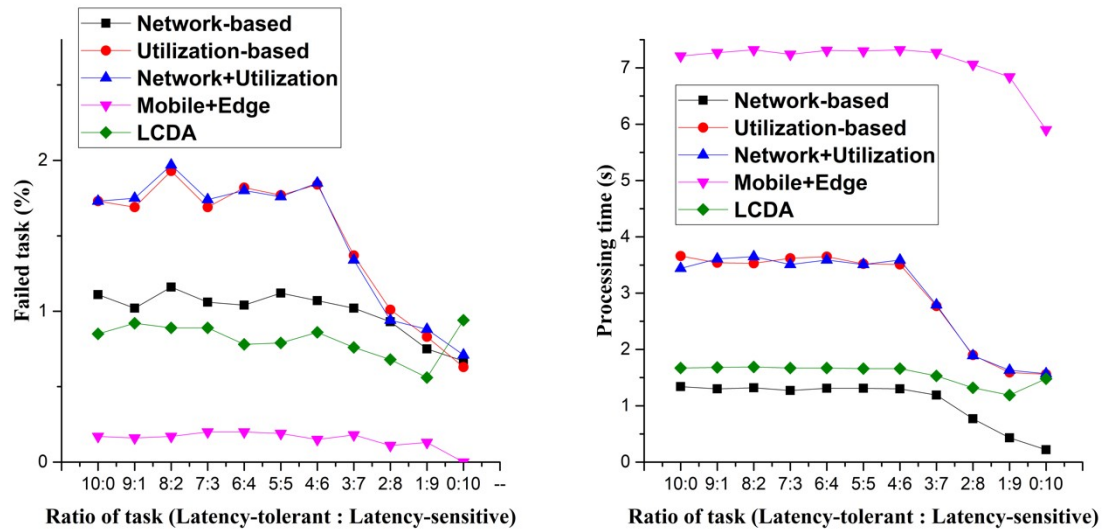 Network-based
Utilization-based
Network+Utilization
Mobile+Edge
LCDA
Failed task (%)
2
1
0
10:0 9:1 8:2 7:3 6:4 5:5 4:6 3:7 2:8 1:9 0:10 --
Ratio of task (Latency-tolerant : Latency-sensitive)
Network-based
Utilization-based
Network+Utilization
Mobile+Edge
LCDA
Processing time (s)
7
6
5
4
3
2
1
0
10:0 9:1 8:2 7:3 6:4 5:5 4:6 3:7 2:8 1:9 0:10
Ratio of task (Latency-tolerant : Latency-sensitive)